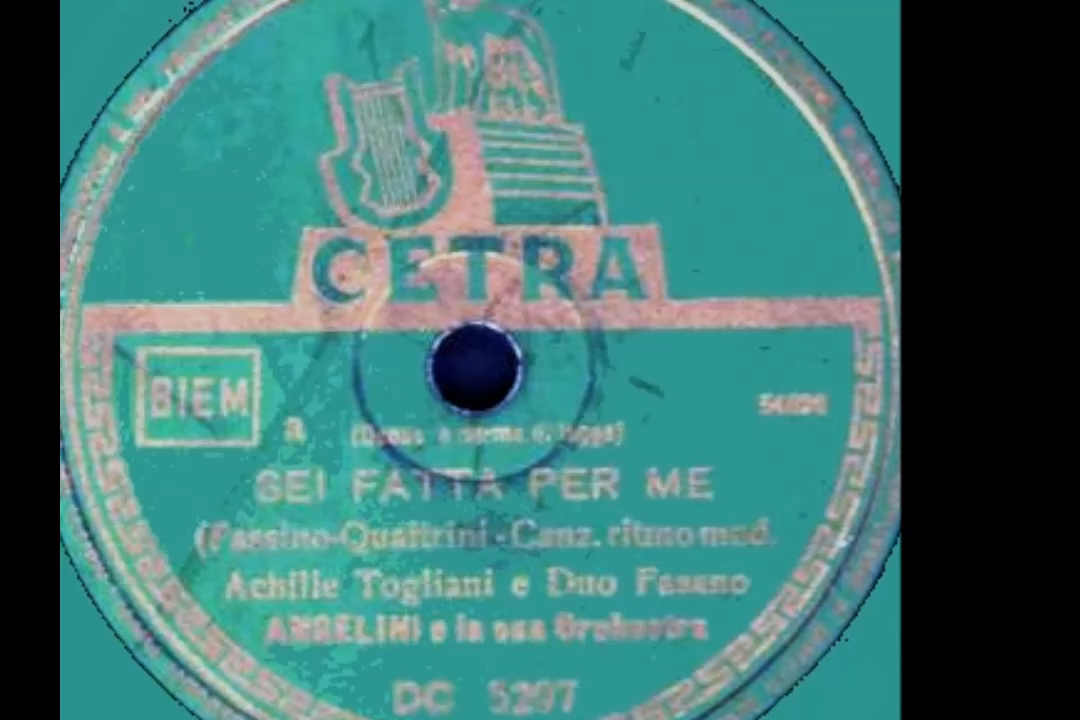 CETRA
BIEM
a
SEI FATTA PER ME
(Fassino-Quattrini - Canz. ritmo mod.
Achille Togliani e Duo Fasano
ANGELINI e la sua Orchestra
DC 5297